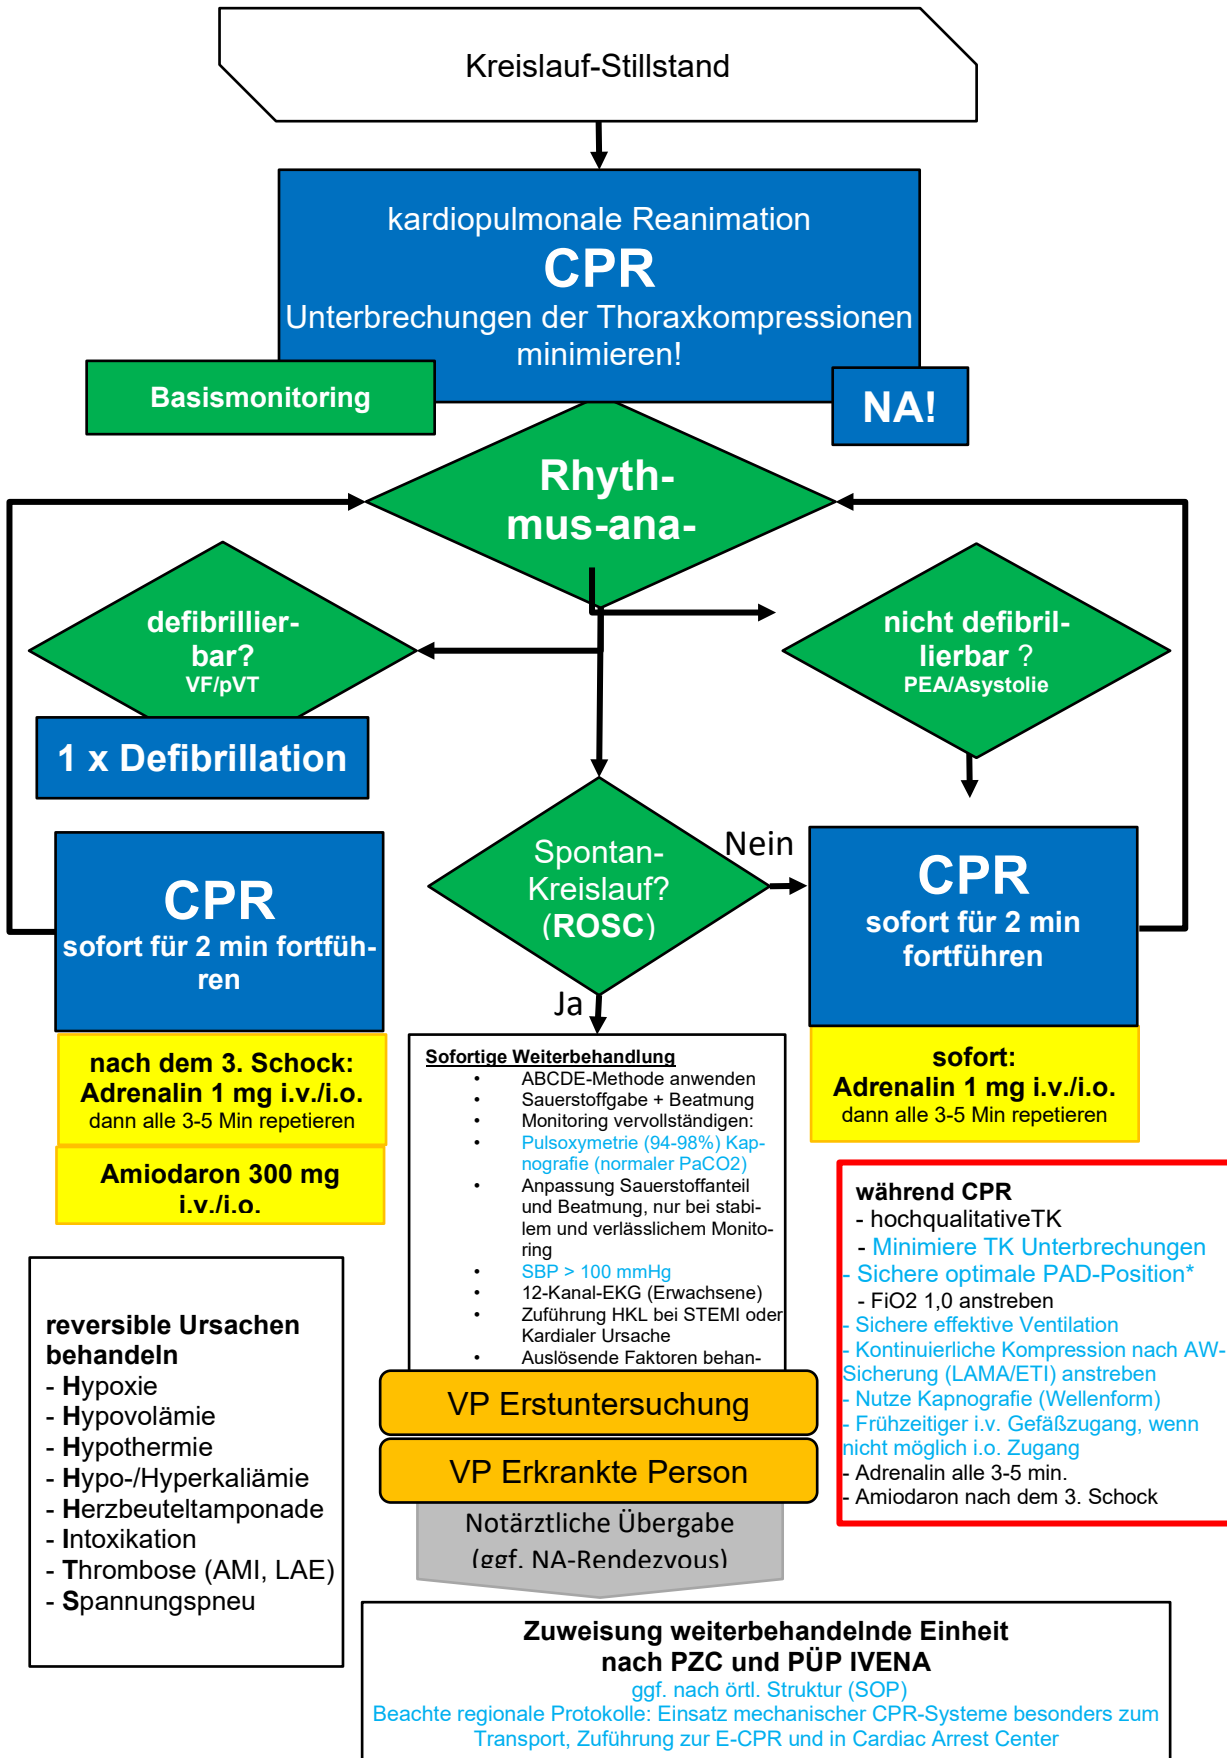 Kreislauf-Stillstand
kardiopulmonale Reanimation
CPR
Unterbrechungen der Thoraxkompressionen
minimieren!
Basismonitoring
NA!
Rhyth-
mus-ana-
defibrillier-
bar?
VF/pVT
nicht defibril-
lierbar ?
PEA/Asystolie
1 x Defibrillation
CPR
sofort für 2 min fortfüh-
ren
Spontan-
Kreislauf?
(ROSC)
Nein
Ja
CPR
sofort für 2 min
fortführen
nach dem 3. Schock:
Adrenalin 1 mg i.v./i.o.
dann alle 3-5 Min repetieren
Amiodaron 300 mg
i.v./i.o.
sofort:
Adrenalin 1 mg i.v./i.o.
dann alle 3-5 Min repetieren
Sofortige Weiterbehandlung
• ABCDE-Methode anwenden
• Sauerstoffgabe + Beatmung
• Monitoring vervollständigen:
• Pulsoxymetrie (94-98%) Kap-
nografie (normaler PaCO2)
• Anpassung Sauerstoffanteil
und Beatmung, nur bei stabi-
lem und verlässlichem Monito-
ring
• SBP > 100 mmHg
• 12-Kanal-EKG (Erwachsene)
• Zuführung HKL bei STEMI oder
Kardialer Ursache
• Auslösende Faktoren behan-
VP Erstuntersuchung
VP Erkrankte Person
Notärztliche Übergabe
(ggf. NA-Rendezvous)
während CPR
- hochqualitativeTK
- Minimiere TK Unterbrechungen
- Sichere optimale PAD-Position*
- FiO2 1,0 anstreben
- Sichere effektive Ventilation
- Kontinuierliche Kompression nach AW-
Sicherung (LAMA/ETI) anstreben
- Nutze Kapnografie (Wellenform)
- Frühzeitiger i.v. Gefäßzugang, wenn
nicht möglich i.o. Zugang
- Adrenalin alle 3-5 min.
- Amiodaron nach dem 3. Schock
reversible Ursachen
behandeln
- Hypoxie
- Hypovolämie
- Hypothermie
- Hypo-/Hyperkaliämie
- Herzbeuteltamponade
- Intoxikation
- Thrombose (AMI, LAE)
- Spannungspneu
Zuweisung weiterbehandelnde Einheit
nach PZC und PÜP IVENA
ggf. nach örtl. Struktur (SOP)
Beachte regionale Protokolle: Einsatz mechanischer CPR-Systeme besonders zum
Transport, Zuführung zur E-CPR und in Cardiac Arrest Center